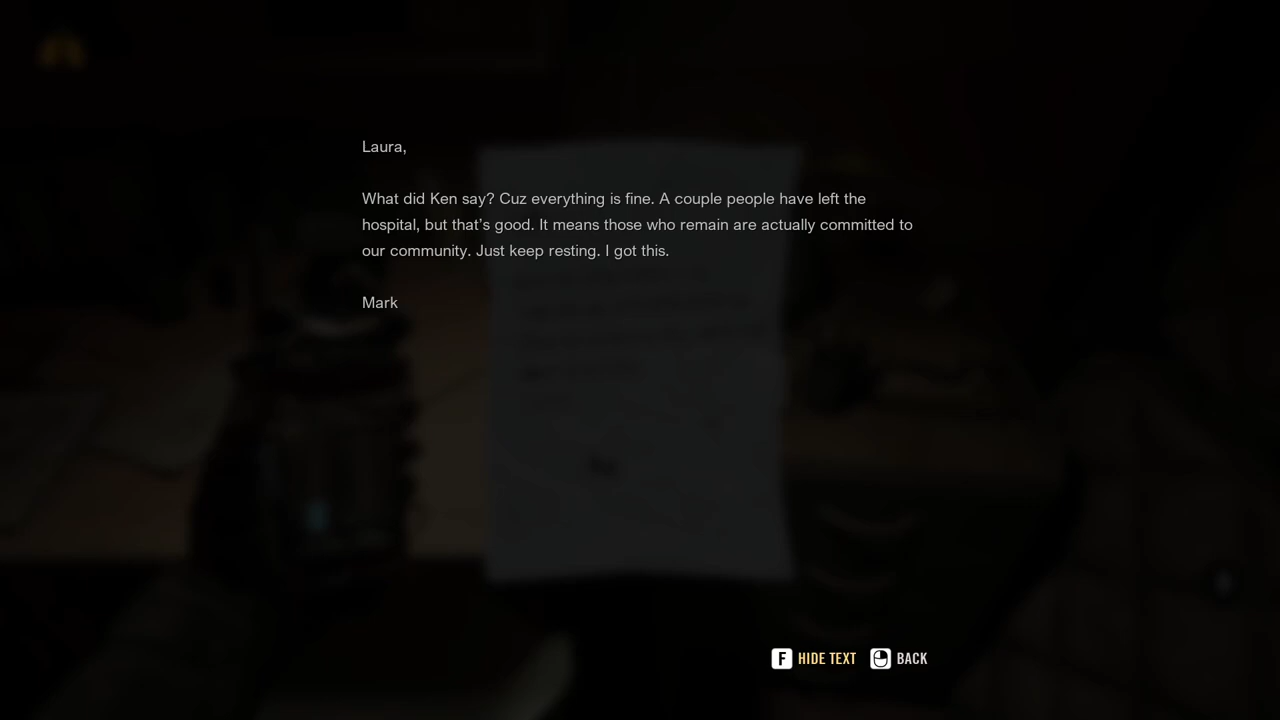 Laura,
What did Ken say? Cuz everything is fine. A couple people have left the
hospital, but that's good. It means those who remain are actually committed to
our community. Just keep resting. I got this.
Mark
F HIDE TEXT BACK